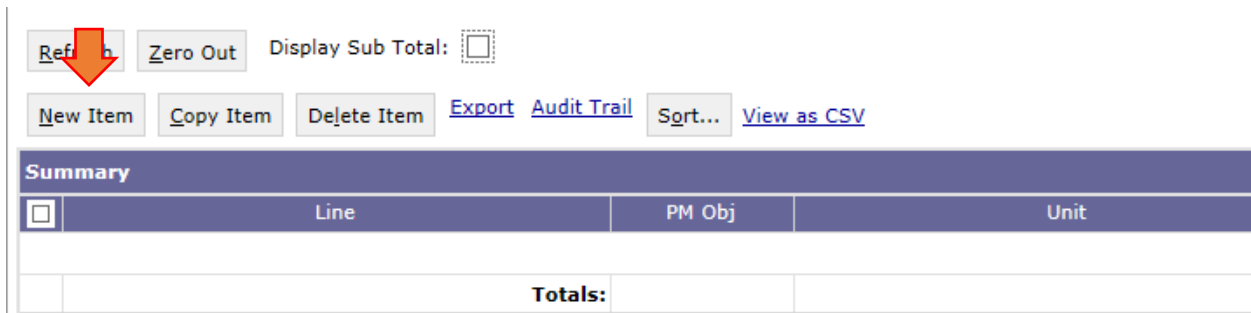 Zero Out Display Sub Total:
New Item Copy Item Delete Item Export Audit Trail Sort... View as CSV
Summary
Line PM Obj Unit
Totals: